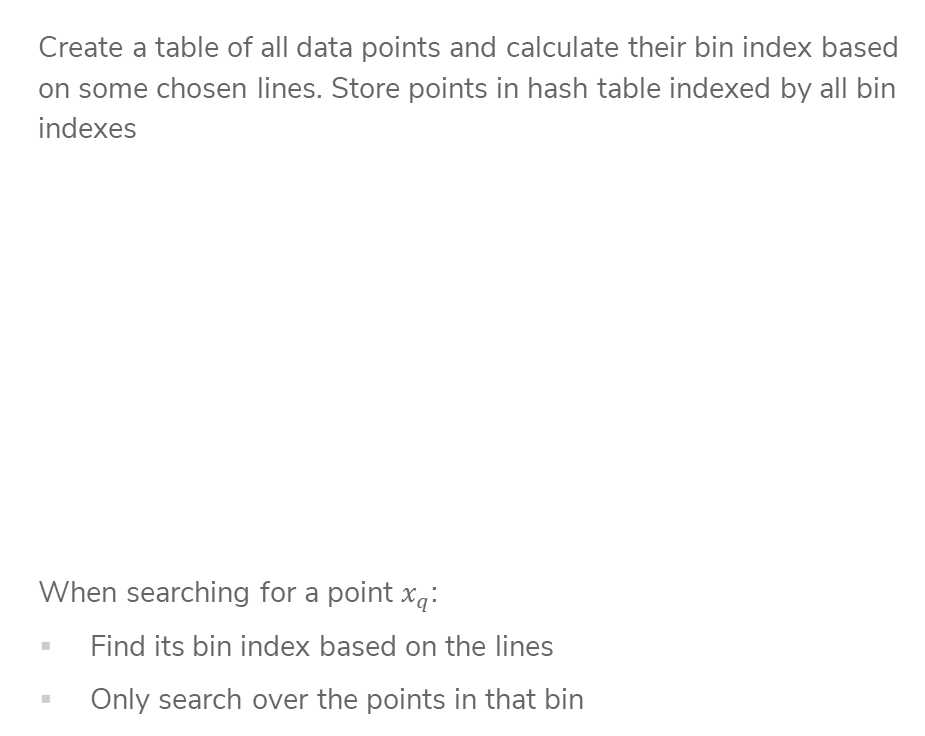 Create a table of all data points and calculate their bin index based
on some chosen lines. Store points in hash table indexed by all bin
indexes
When searching for a point x_q:
▪ Find its bin index based on the lines
▪ Only search over the points in that bin